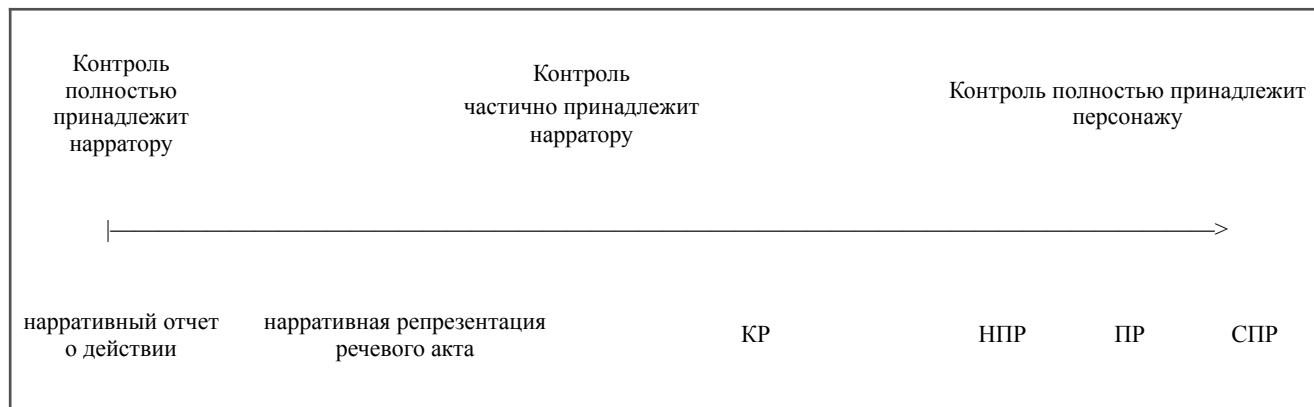 Контроль
полностью
принадлежит
нарратору
Контроль
частично принадлежит
нарратору
Контроль полностью принадлежит
персонажу
нарративный отчет
о действии
нарративная репрезентация
речевого акта
КР
НПР
ПР
СПР